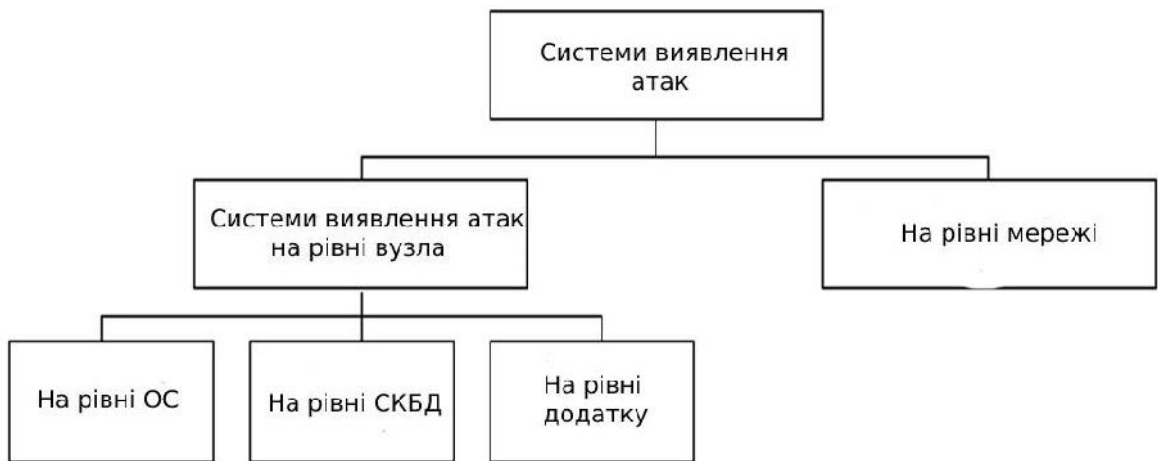 Системи виявлення
атак
Системи виявлення атак
на рівні вузла
На рівні мережі
На рівні ОС
На рівні СКБД
На рівні
додатку